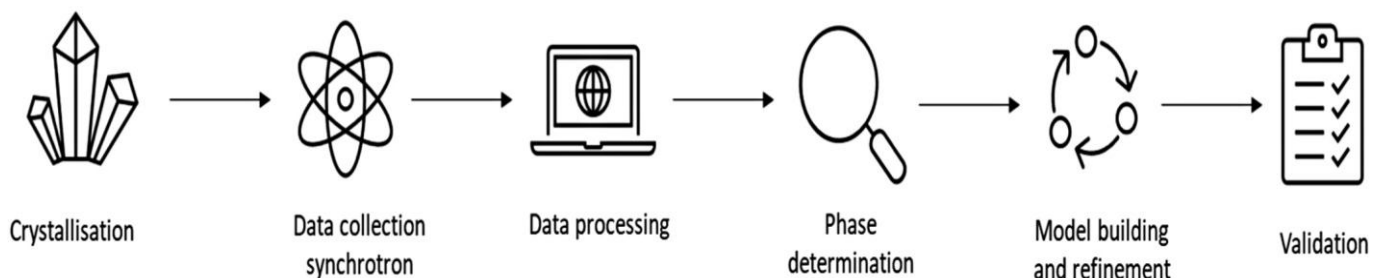 Crystallisation
Data collection
synchrotron
Data processing
Phase
determination
Model building
and refinement
Validation